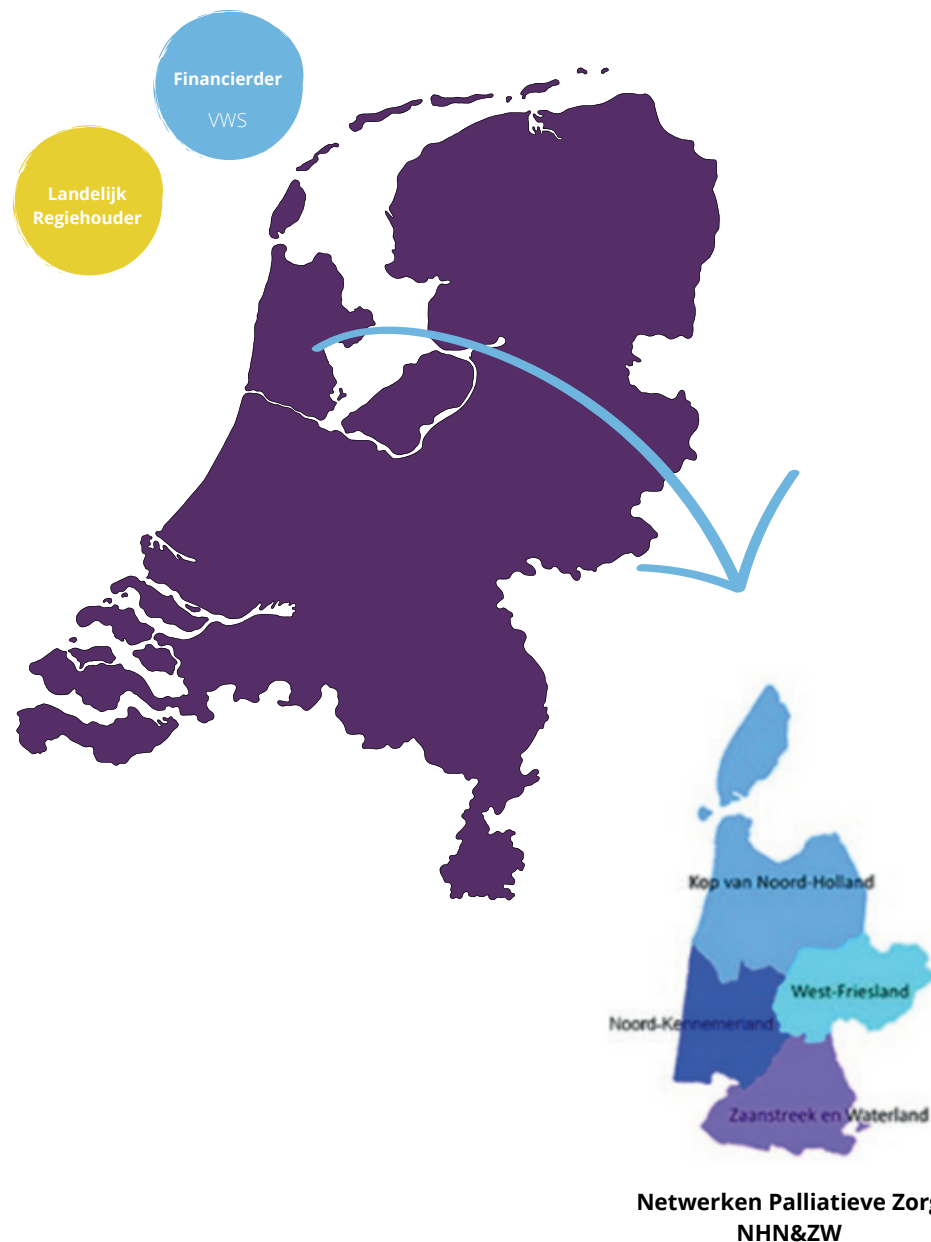 Financierder
VWS
Landelijk
Regiehouder
Kop van Noord-Holland
West-Friesland
Noord-Kennemerland
Zaanstreek en Waterland
Netwerken Palliatieve Zorg
NHN&ZW